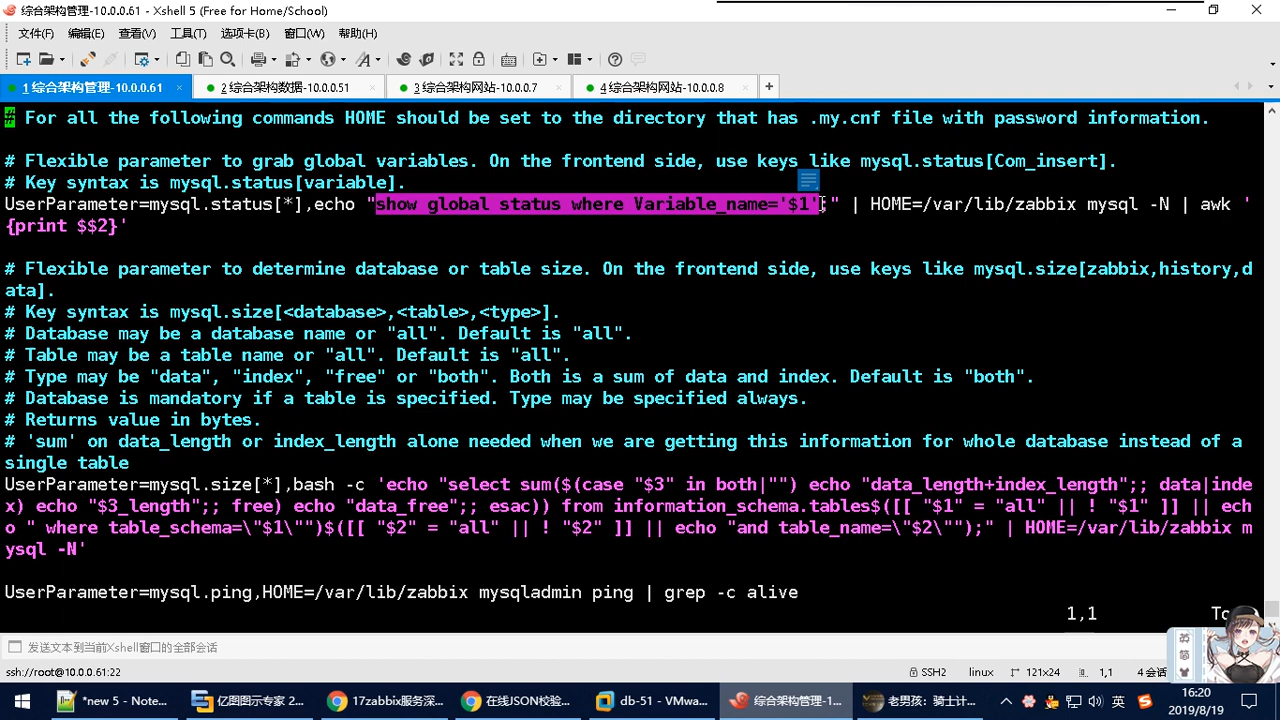 综合架构管理-10.0.0.61 - Xshell 5 (Free for Home/School)
文件(F) 编辑(E) 查看(V) 工具(T) 选项卡(B) 窗口(W) 帮助(H)
1 综合架构管理-10.0.0.61 × 2 综合架构数据-10.0.0.51 × 3 综合架构网站-10.0.0.7 × 4 综合架构网站-10.0.0.8 × +
# For all the following commands HOME should be set to the directory that has .my.cnf file with password information.
# Flexible parameter to grab global variables. On the frontend side, use keys like mysql.status[Com_insert].
# Key syntax is mysql.status[variable].
UserParameter=mysql.status[*],echo "show global status where Variable_name='$1';" | HOME=/var/lib/zabbix mysql -N | awk '
{print $$2}'
# Flexible parameter to determine database or table size. On the frontend side, use keys like mysql.size[zabbix,history,d
ata].
# Key syntax is mysql.size[<database>,<table>,<type>].
# Database may be a database name or "all". Default is "all".
# Table may be a table name or "all". Default is "all".
# Type may be "data", "index", "free" or "both". Both is a sum of data and index. Default is "both".
# Database is mandatory if a table is specified. Type may be specified always.
# Returns value in bytes.
# 'sum' on data_length or index_length alone needed when we are getting this information for whole database instead of a
single table
UserParameter=mysql.size[*],bash -c 'echo "select sum($(case "$3" in both|"") echo "data_length+index_length";; data|inde
x) echo "$3_length";; free) echo "data_free";; esac)) from information_schema.tables$([[ "$1" = "all" || ! "$1" ]] || ech
o " where table_schema=\"$1\"")$([[ "$2" = "all" || ! "$2" ]] || echo "and table_name=\"$2\"");" | HOME=/var/lib/zabbix m
ysql -N'
UserParameter=mysql.ping,HOME=/var/lib/zabbix mysqladmin ping | grep -c alive
1,1
发送文本到当前Xshell窗口的全部会话
ssh://root@10.0.0.61:22 SSH2 linux 121x24 1,1 4 会话
英
简
*new 5 - Note... 亿图图示专家 2... 17zabbix服务深... 在线JSON校验... db-51 - VMwa... 综合架构管理-1... 老男孩：骑士计... 英 16:20
2019/8/19